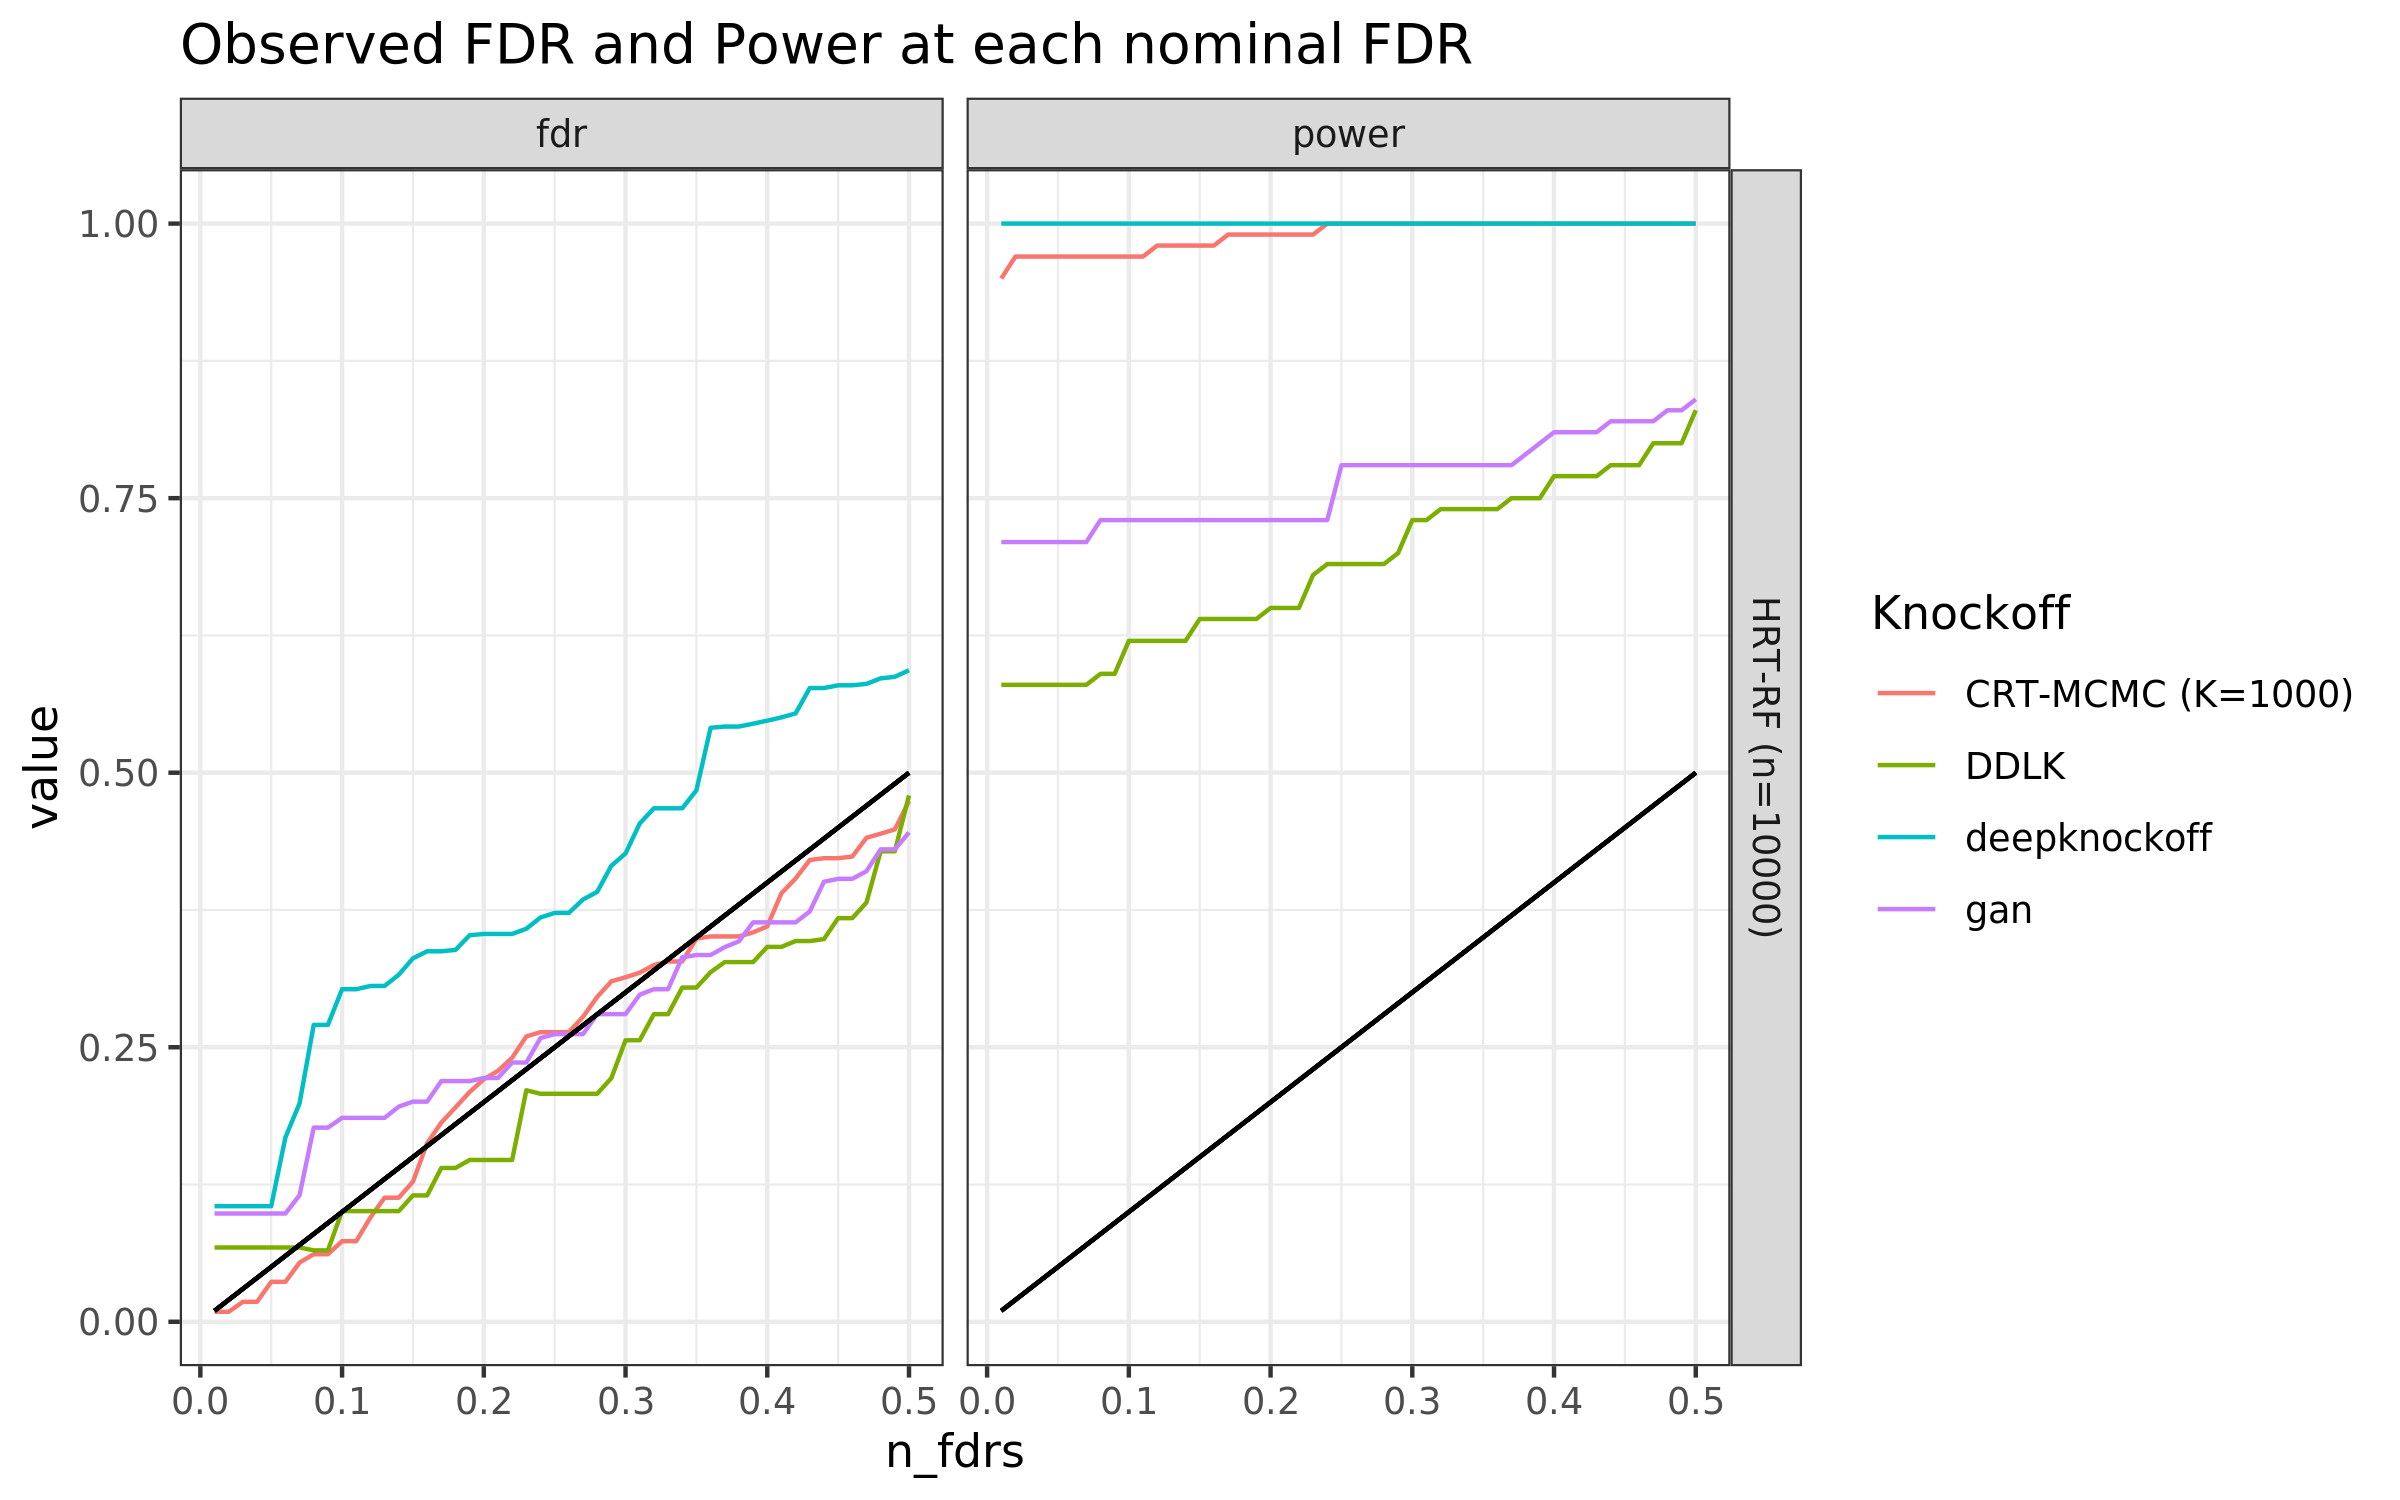 Observed FDR and Power at each nominal FDR
fdr
power
HRT-RF (n=10000)
value
1.00
0.75
0.50
0.25
0.00
0.0 0.1 0.2 0.3 0.4 0.5
0.0 0.1 0.2 0.3 0.4 0.5
n_fdrs
Knockoff
CRT-MCMC (K=1000)
DDLK
deepknockoff
gan